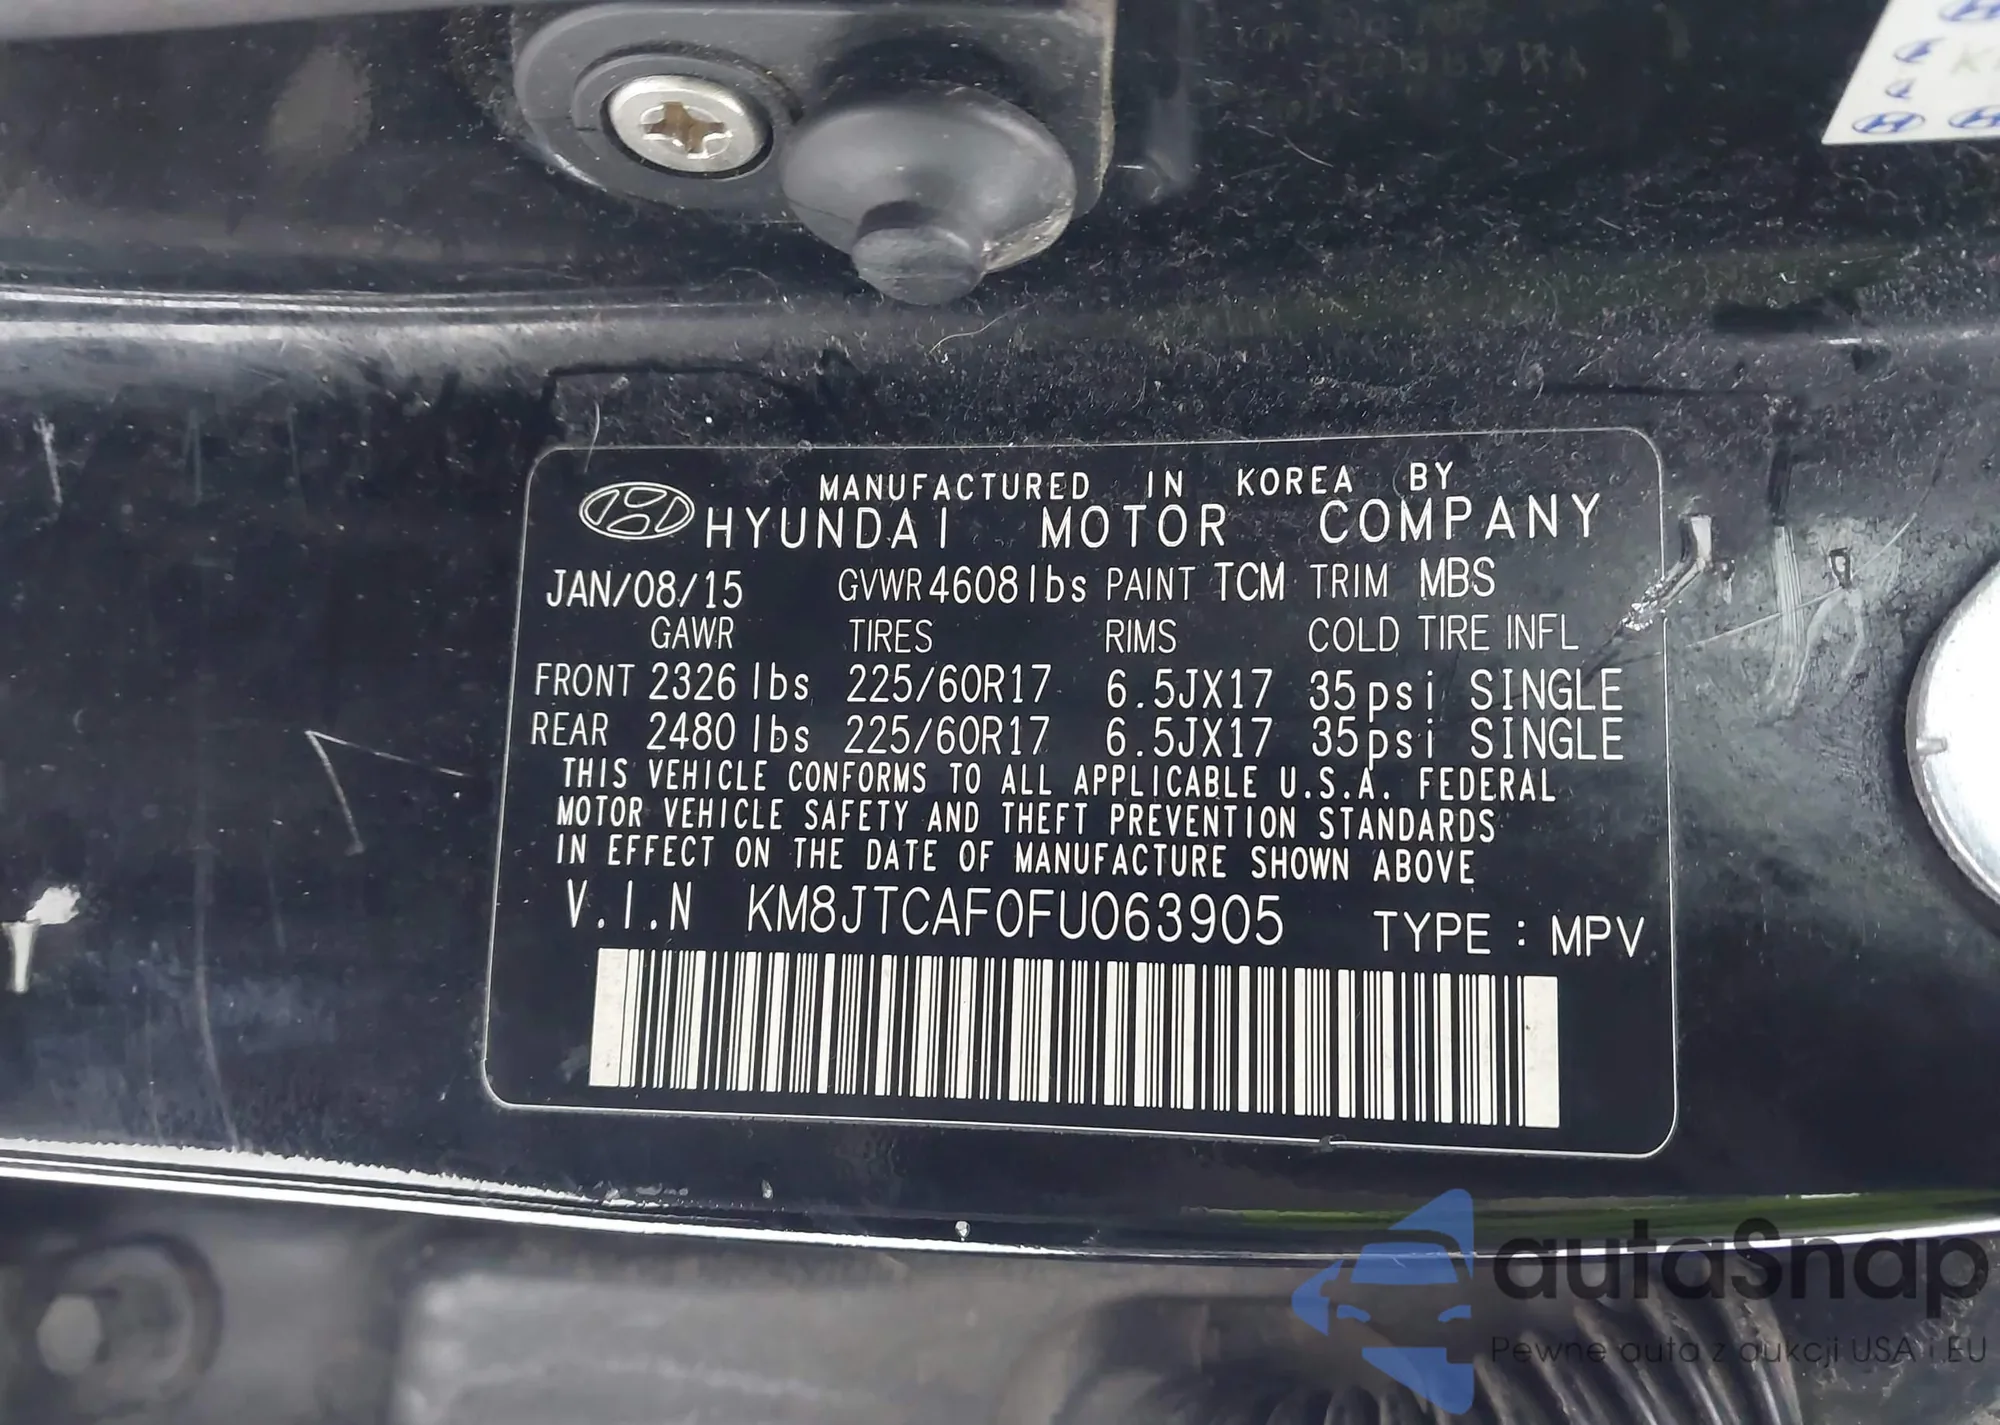 MANUFACTURED IN KOREA BY
HYUNDAI MOTOR COMPANY
JAN/08/15 GVWR 4608 lbs PAINT TCM TRIM MBS
GAWR TIRES RIMS COLD TIRE INFL
FRONT 2326 lbs 225/60R17 6.5JX17 35psi SINGLE
REAR 2480 lbs 225/60R17 6.5JX17 35psi SINGLE
THIS VEHICLE CONFORMS TO ALL APPLICABLE U.S.A. FEDERAL
MOTOR VEHICLE SAFETY AND THEFT PREVENTION STANDARDS
IN EFFECT ON THE DATE OF MANUFACTURE SHOWN ABOVE
V.I.N KM8JTCAF0FU063905 TYPE : MPV
autaSnap
Pewne auta z aukcji USA i EU